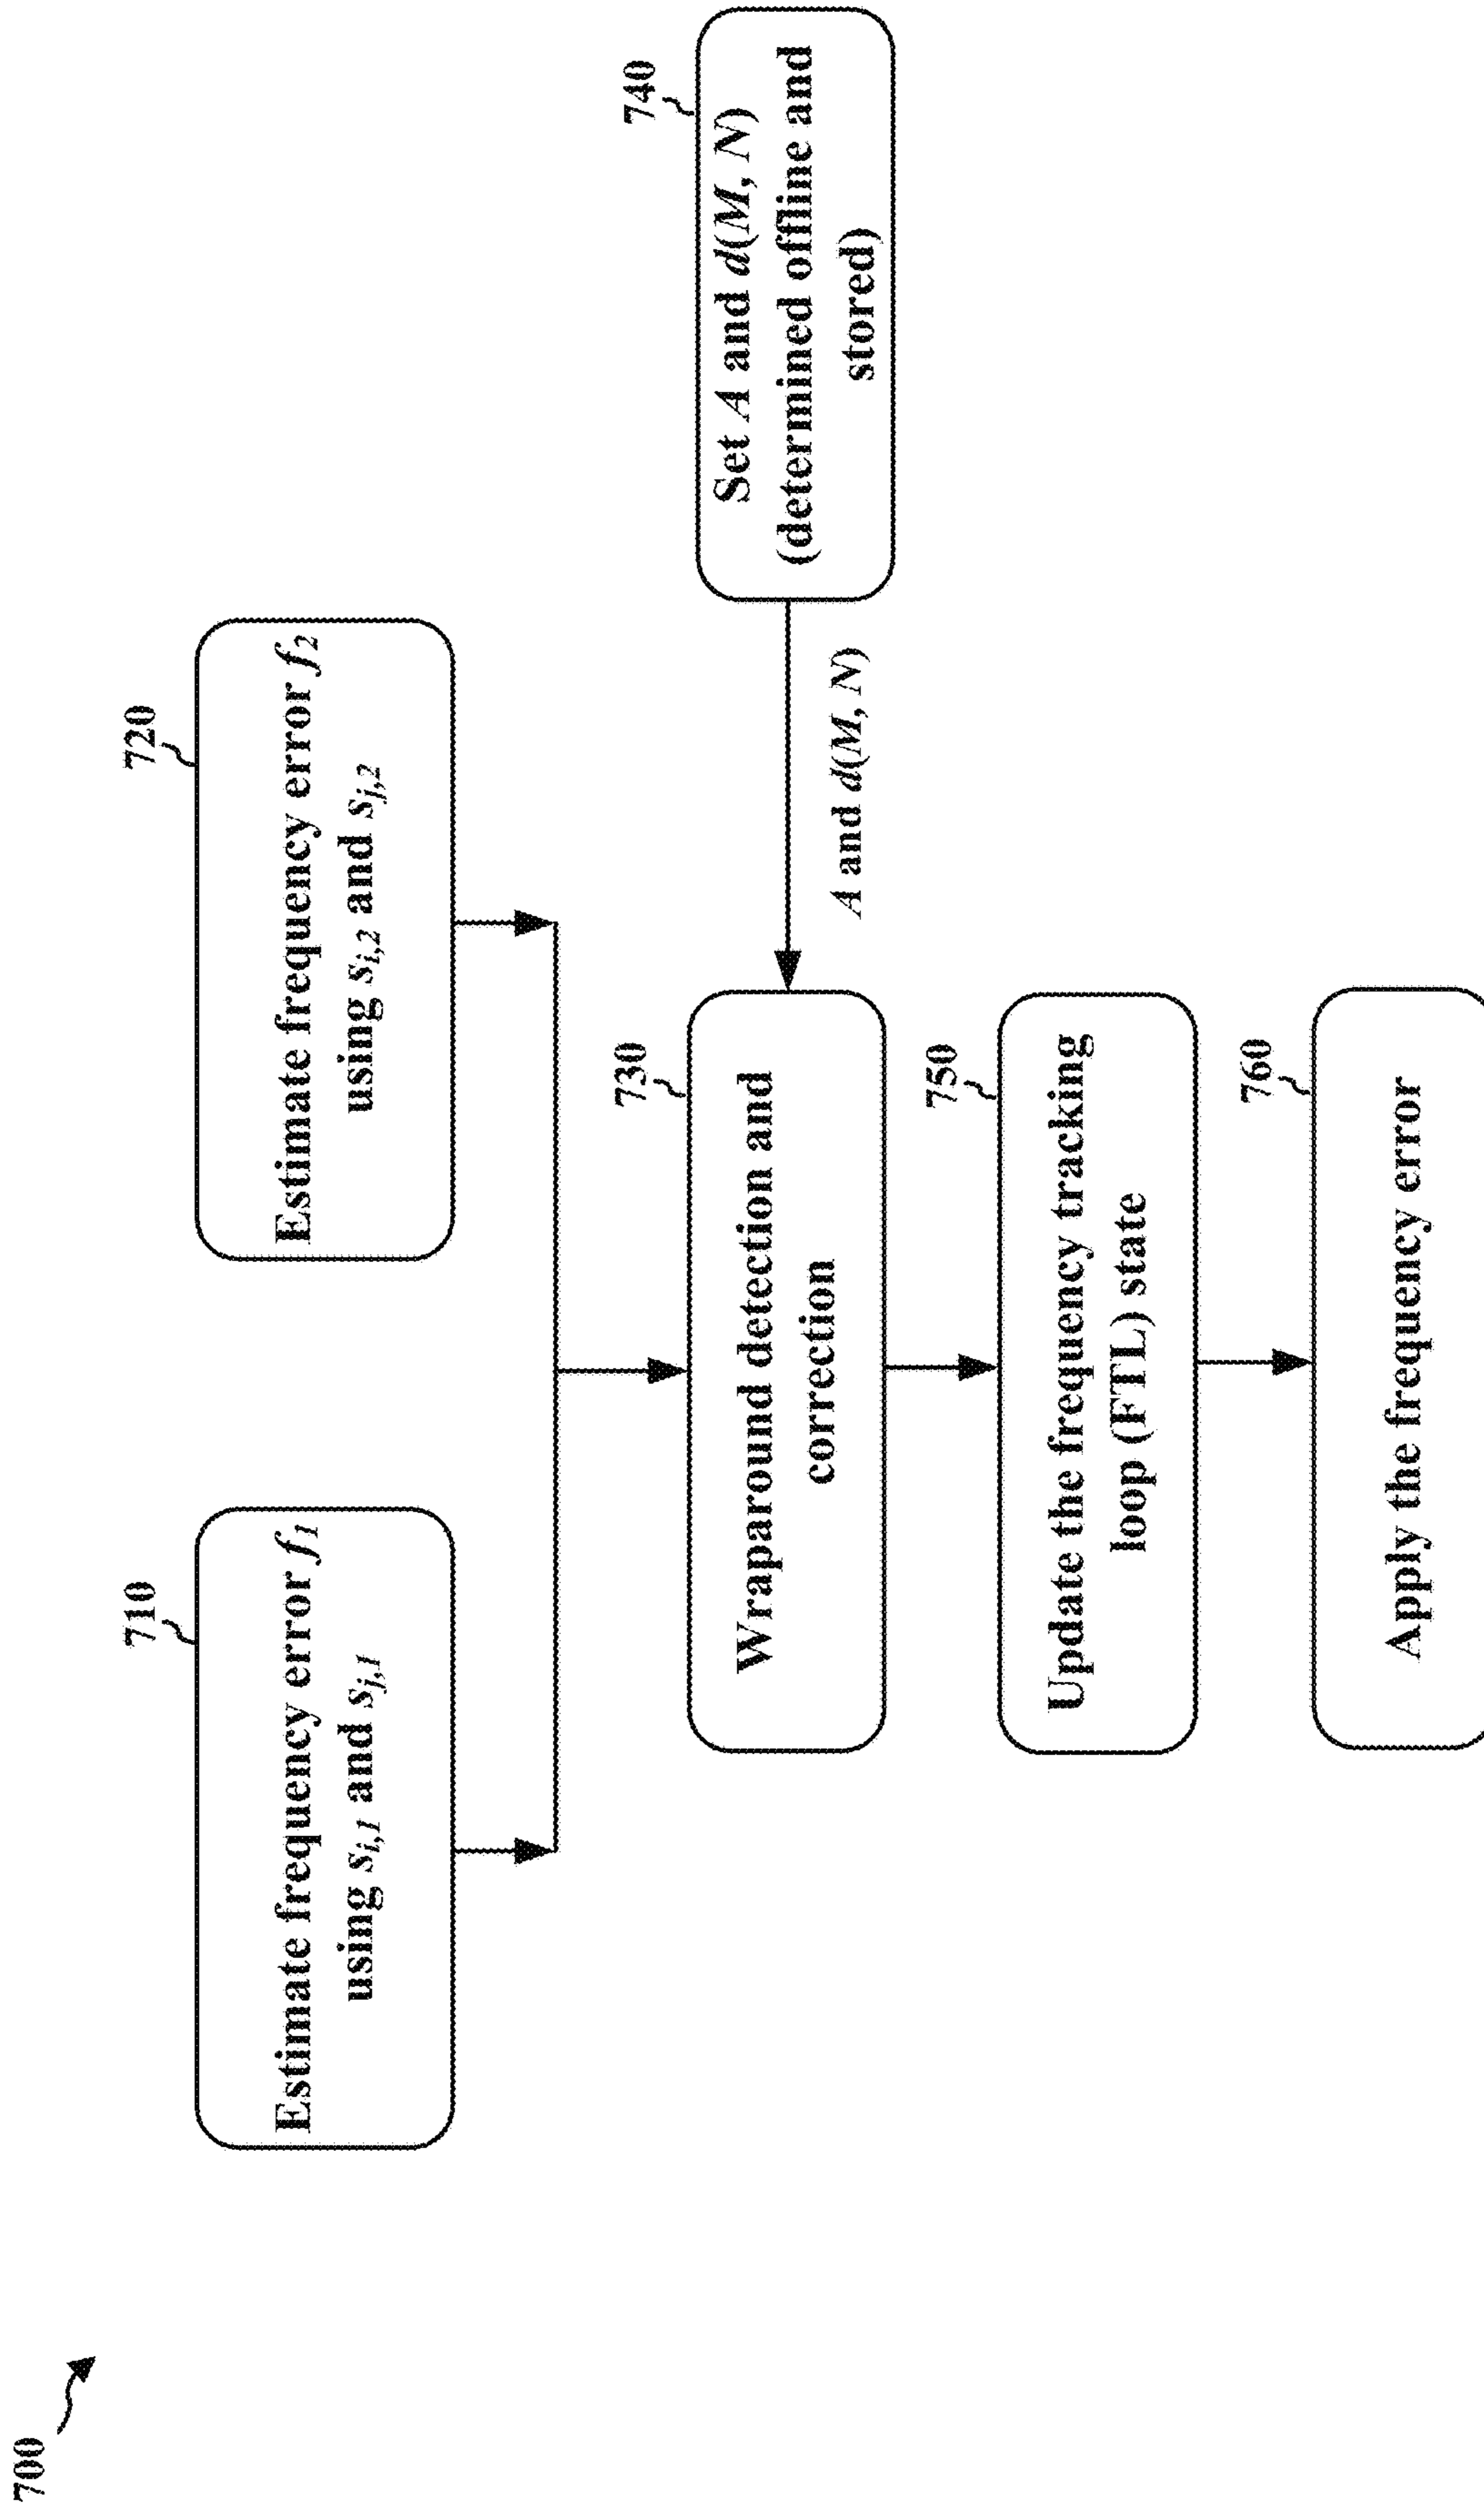 700
710
Estimate frequency error f1
using si,1 and sj,1
720
Estimate frequency error f2
using si,2 and sj,2
730
Wraparound detection and
correction
740
Set A and d(M, N)
(determined offline and
stored)
A and d(M, N)
750
Update the frequency tracking
loop (FTL) state
760
Apply the frequency error